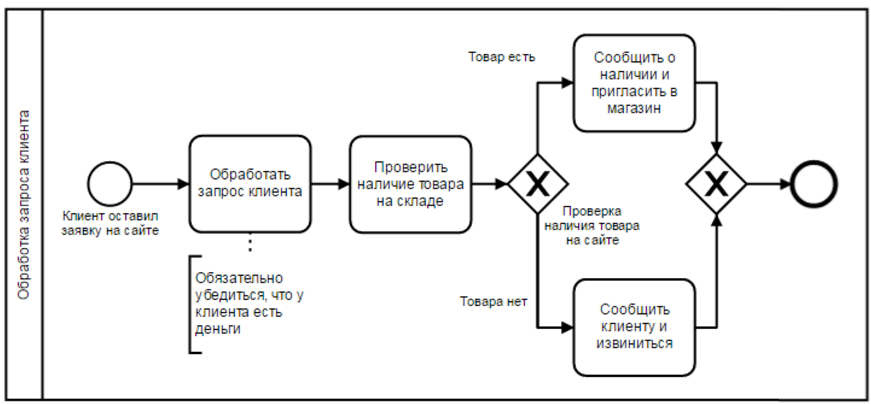 Обработка запроса клиента
Клиент оставил
заявку на сайте
Обработать
запрос клиента
Обязательно
убедиться, что у
клиента есть
деньги
Проверить
наличие товара
на складе
Товар есть
X
Проверка
наличия товара
на сайте
Товара нет
Сообщить о
наличии и
пригласить в
магазин
Сообщить
клиенту и
извиниться
X